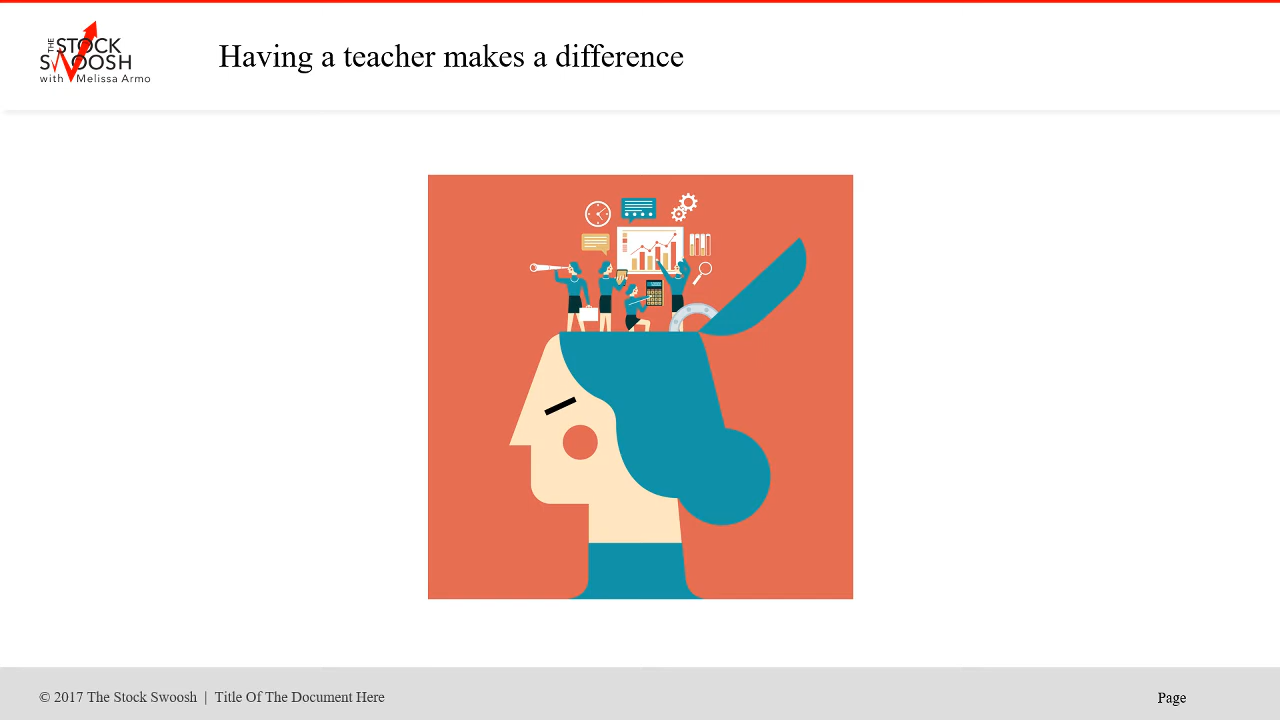 THE STOCK
SWOOSH
with Melissa Armo
Having a teacher makes a difference
© 2017 The Stock Swoosh | Title Of The Document Here
Page